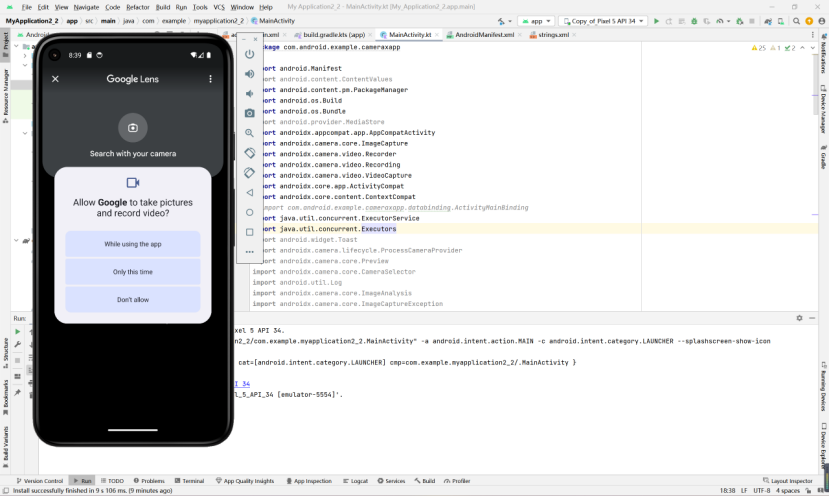 File Edit View Navigate Code Refactor Build Run Tools VCS Window Help My Application2_2 - MainActivity.kt [My_Application2_2.app.main]
MyApplication2_2 app src main java com example myapplication2_2 MainActivity
app Copy_of_Pixel 5 API 34
Project
Android
build.gradle.kts (app) MainActivity.kt AndroidManifest.xml strings.xml
Resource Manager
Structure
Bookmarks
Build Variants
Notifications
Device Manager
Gradle
Running Devices
Device Explorer
25 1 2
8:39
Google Lens
Search with your camera
Allow Google to take pictures
and record video?
While using the app
Only this time
Don't allow
kage com.android.example.cameraxapp
port android.Manifest
port android.content.ContentValues
port android.content.pm.PackageManager
port android.os.Build
port android.os.Bundle
port android.provider.MediaStore
port androidx.appcompat.app.AppCompatActivity
port androidx.camera.core.ImageCapture
port androidx.camera.video.Recorder
port androidx.camera.video.Recording
port androidx.camera.video.VideoCapture
port androidx.core.app.ActivityCompat
port androidx.core.content.ContextCompat
import com.android.example.cameraxapp.databinding.ActivityMainBinding
port java.util.concurrent.ExecutorService
port java.util.concurrent.Executors
port android.widget.Toast
port androidx.camera.lifecycle.ProcessCameraProvider
import androidx.camera.core.Preview
import androidx.camera.core.CameraSelector
import android.util.Log
import androidx.camera.core.ImageAnalysis
import androidx.camera.core.ImageCaptureException
Run:
xel 5 API 34.
n2_2/com.example.myapplication2_2.MainActivity" -a android.intent.action.MAIN -c android.intent.category.LAUNCHER --splashscreen-show-icon
cat=[android.intent.category.LAUNCHER] cmp=com.example.myapplication2_2/.MainActivity }
I_34
l_5_API_34 [emulator-5554]'.
Version Control Run TODO Problems Terminal App Quality Insights App Inspection Logcat Services Build Profiler Layout Inspector
Install successfully finished in 9 s 106 ms. (9 minutes ago) 18:38 LF UTF-8 4 spaces